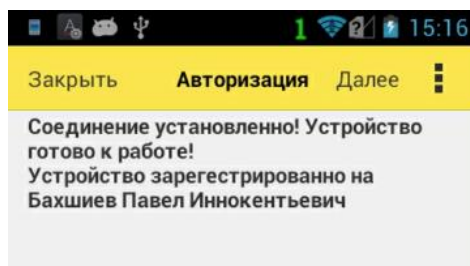 1 15:16
Закрыть Авторизация Далее
Соединение установленно! Устройство
готово к работе!
Устройство зарегестрированно на
Бахшиев Павел Иннокентьевич